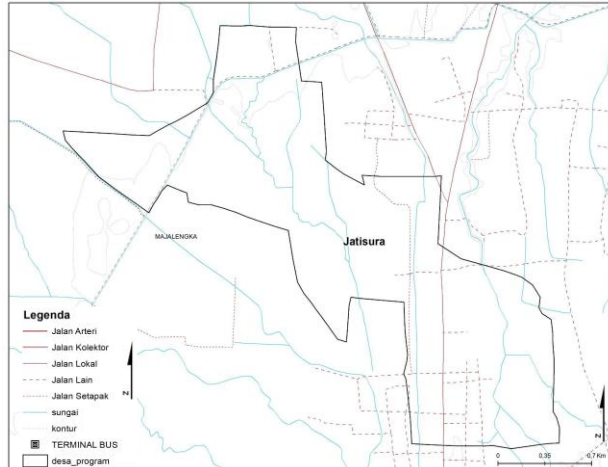 MAJALENGKA
Jatisura
Legenda
Jalan Arteri
Jalan Kolektor
Jalan Lokal
Jalan Lain
Jalan Setapak
sungai
kontur
TERMINAL BUS
desa_program
N
N
0 0,35 0,7 Km